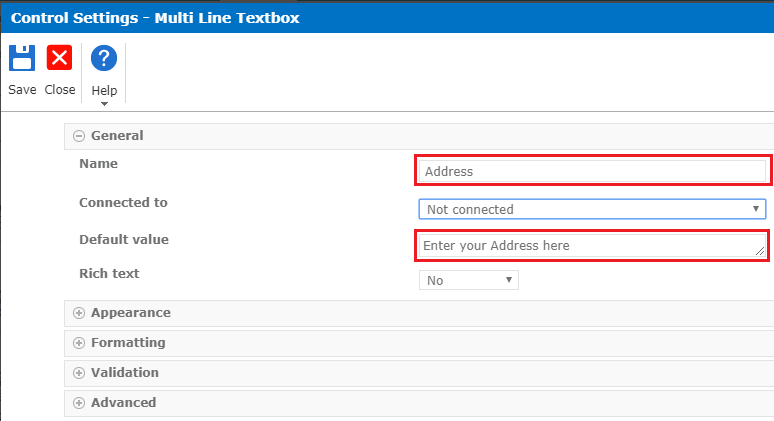 Control Settings - Multi Line Textbox
Save Close Help
General
Name Address
Connected to Not connected
Default value Enter your Address here
Rich text No
Appearance
Formatting
Validation
Advanced